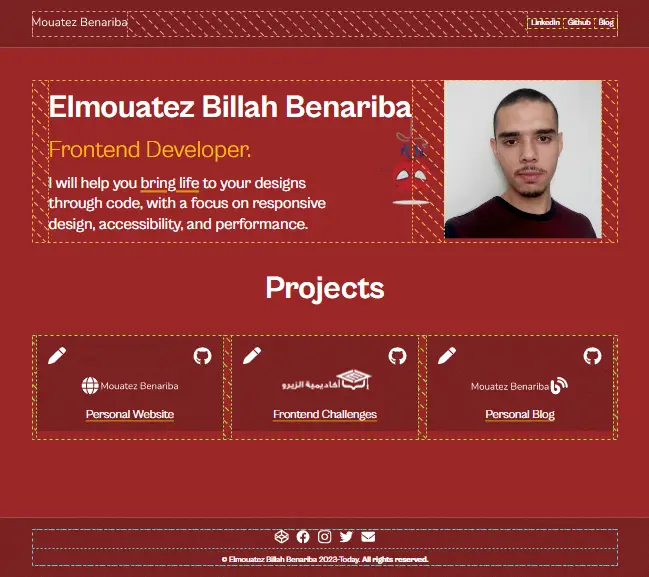 Mouatez Benariba
LinkedIn Github Blog
Elmouatez Billah Benariba
Frontend Developer.
I will help you bring life to your designs
through code, with a focus on responsive
design, accessibility, and performance.
Projects
Mouatez Benariba
Personal Website
أكاديمية الزيرو
Frontend Challenges
Mouatez Benariba
Personal Blog
© Elmouatez Billah Benariba 2023-Today. All rights reserved.